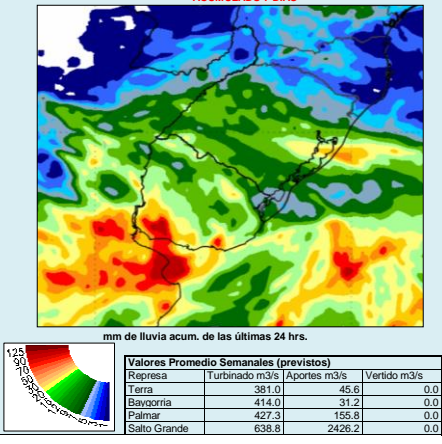 mm de lluvia acum. de las últimas 24 hrs.
Valores Promedio Semanales (previstos)
Represa Turbinado m3/s Aportes m3/s Vertido m3/s
Terra 381.0 45.6 0.0
Baygorria 414.0 31.2 0.0
Palmar 427.3 155.8 0.0
Salto Grande 638.8 2426.2 0.0
125
90
70